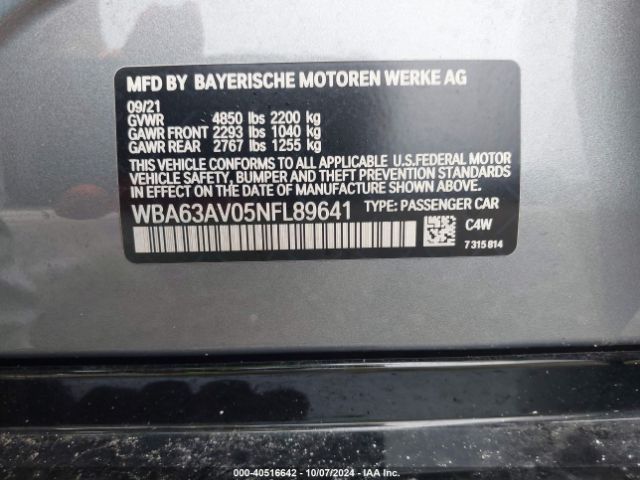 MFD BY BAYERISCHE MOTOREN WERKE AG
09/21
GVWR 4850 lbs 2200 kg
GAWR FRONT 2293 lbs 1040 kg
GAWR REAR 2767 lbs 1255 kg
THIS VEHICLE CONFORMS TO ALL APPLICABLE U.S.FEDERAL MOTOR
VEHICLE SAFETY, BUMPER, AND THEFT PREVENTION STANDARDS
IN EFFECT ON THE DATE OF MANUFACTURE SHOWN ABOVE.
WBA63AV05NFL89641 TYPE: PASSENGER CAR
C4W
7 315 814
000-40516642 - 10/07/2024 - IAA Inc.